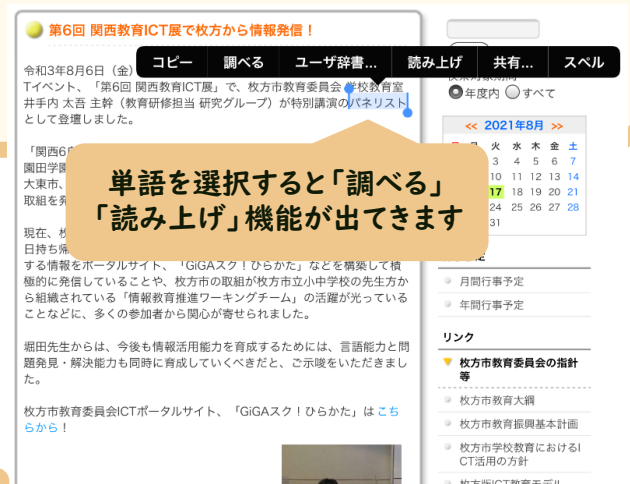 第6回 関西教育ICT展で枚方から情報発信！
コピー 調べる ユーザ辞書... 読み上げ 共有... スペル
令和3年8月6日（金）
Tイベント、「第6回 関西教育ICT展」で、枚方市教育委員会 学校教育室
井手内 太吾 主幹（教育研修担当 研究グループ）が特別講演のパネリスト
として登壇しました。
「関西6
園田学園
大東市、
取組を発
単語を選択すると「調べる」
「読み上げ」機能が出てきます
現在、枚
日持ち帰
する情報をポータルサイト、「GiGAスク！ひらかた」などを構築して積
極的に発信していることや、枚方市の取組が枚方市立小中学校の先生方か
ら組織されている「情報教育推進ワーキングチーム」の活躍が光っている
ことなどに、多くの参加者から関心が寄せられました。
堀田先生からは、今後も情報活用能力を育成するためには、言語能力と問
題発見・解決能力も同時に育成していくべきだと、ご示唆をいただきまし
た。
枚方市教育委員会ICTポータルサイト、「GiGAスク！ひらかた」は こち
らから！
検索対象期間
年度内 すべて
<< 2021年8月 >>
火 水 木 金 土
3 4 5 6 7
10 11 12 13 14
17 18 19 20 21
24 25 26 27 28
31
月間行事予定
年間行事予定
リンク
枚方市教育委員会の指針
等
枚方市教育大綱
枚方市教育振興基本計画
枚方市学校教育におけるI
CT活用の方針
枚方版ICT教育モデル